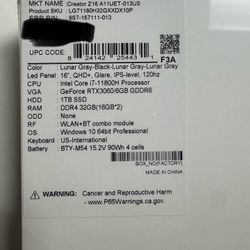 MKT NAME :Creator Z16 A11UET-013US
Product SKU :LG71180H32GXXDX10P
ERP P/N : 9S7-157111-013
UPC CODE:
8 24142 25443
F3A
Color : Lunar Gray-Black-Lunar Gray-Lunar Gray
Led Panel : 16", QHD+, Glare, IPS-level, 120hz
CPU : Intel Core i7-11800H Processor
VGA : GeForce RTX3060/6GB GDDR6
HDD : 1TB SSD
RAM : DDR4 32GB(16GB*2)
ODD : None
RF : WLAN+BT combo module
OS : Windows 10 64bit Professional
Keyboard : US-International
Battery : BTY-M54 15.2V 90Wh 4 cells
BOX_NO(FACTORY)
MADE IN CHINA
WARNING: Cancer and Reproductive Harm
- www.P65Warnings.ca.gov.